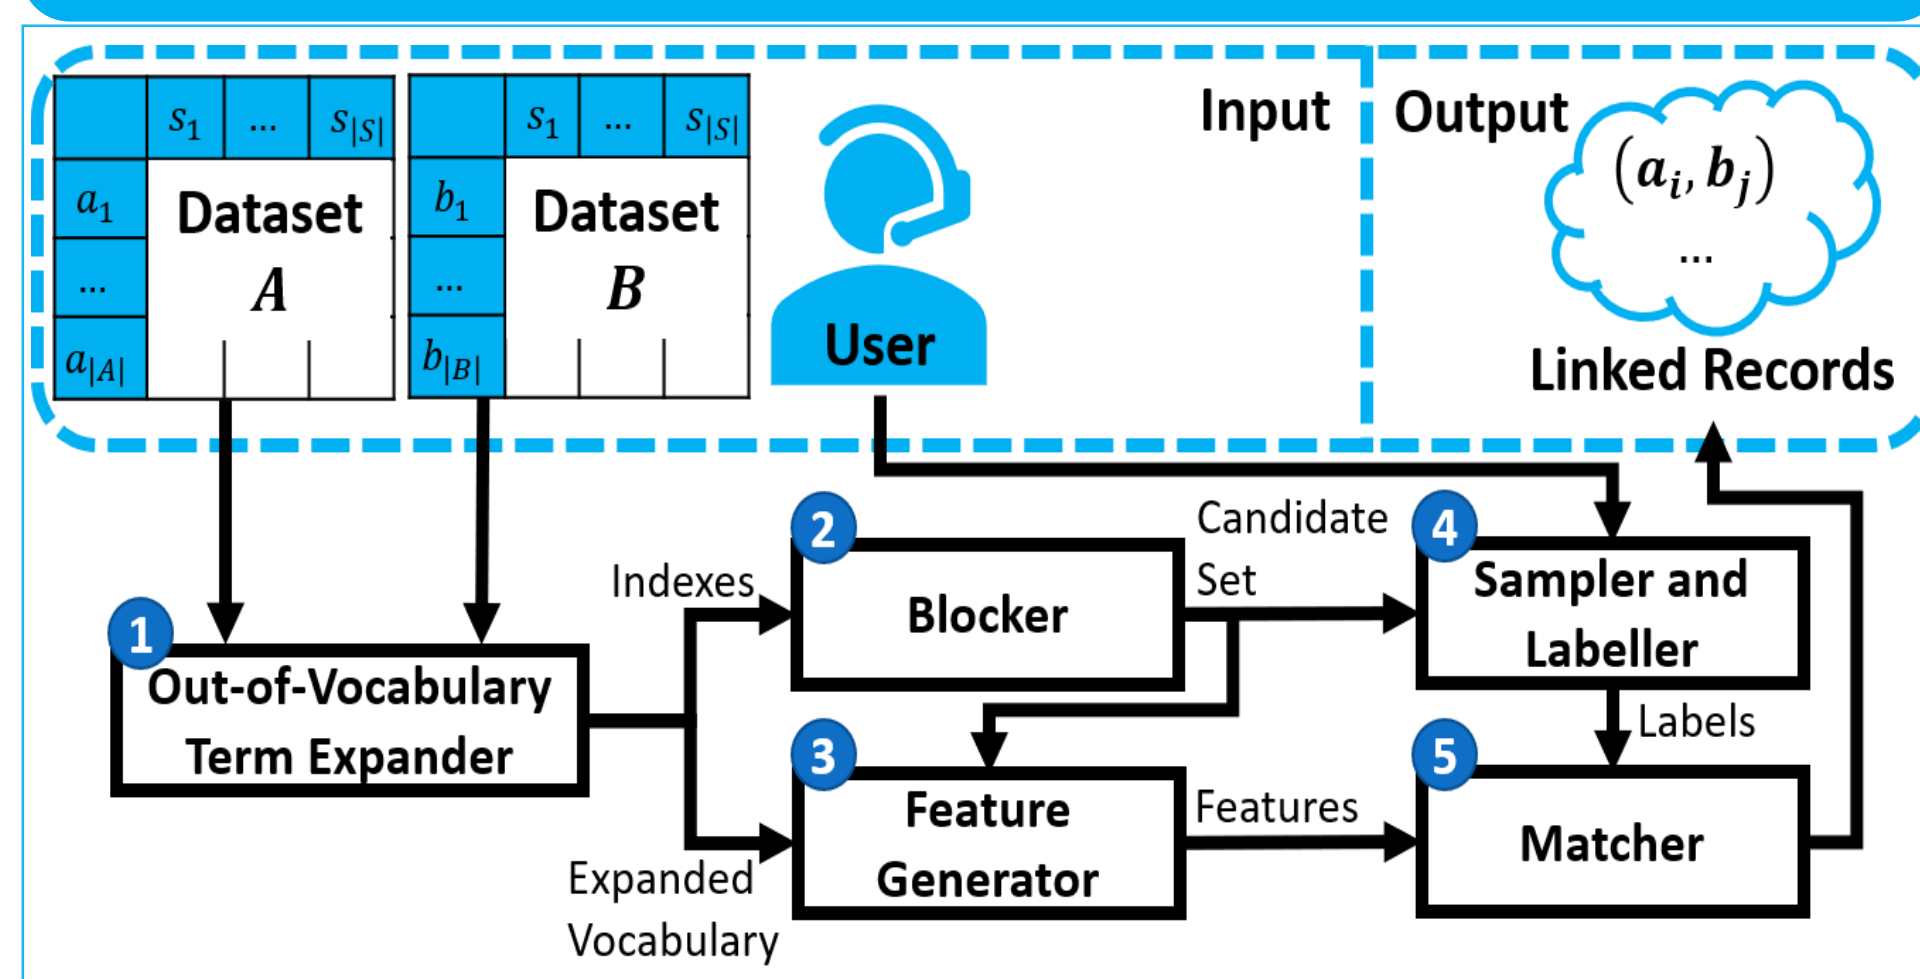 s₁ ... s|S|
a₁
...
a|A|
Dataset
A
s₁ ... s|S|
b₁
...
b|B|
Dataset
B
User
Input
Output
(aᵢ, bⱼ)
...
Linked Records
1
Out-of-Vocabulary
Term Expander
Indexes
Expanded
Vocabulary
2
Blocker
Candidate
Set
3
Feature
Generator
Features
4
Sampler and
Labeller
Labels
5
Matcher